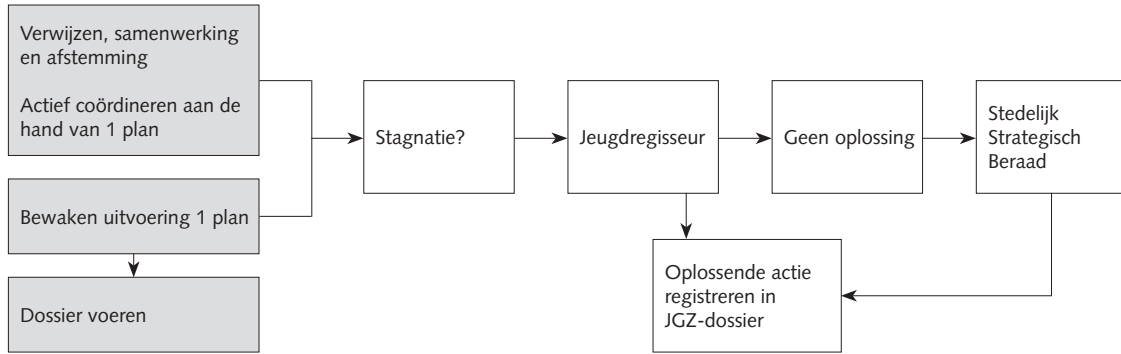 Verwijzen, samenwerking
en afstemming
Actief coördineren aan de
hand van 1 plan
Bewaken uitvoering 1 plan
Dossier voeren
Stagnatie?
Jeugdregisseur
Geen oplossing
Stedelijk
Strategisch
Beraad
Oplossende actie
registreren in
JGZ-dossier